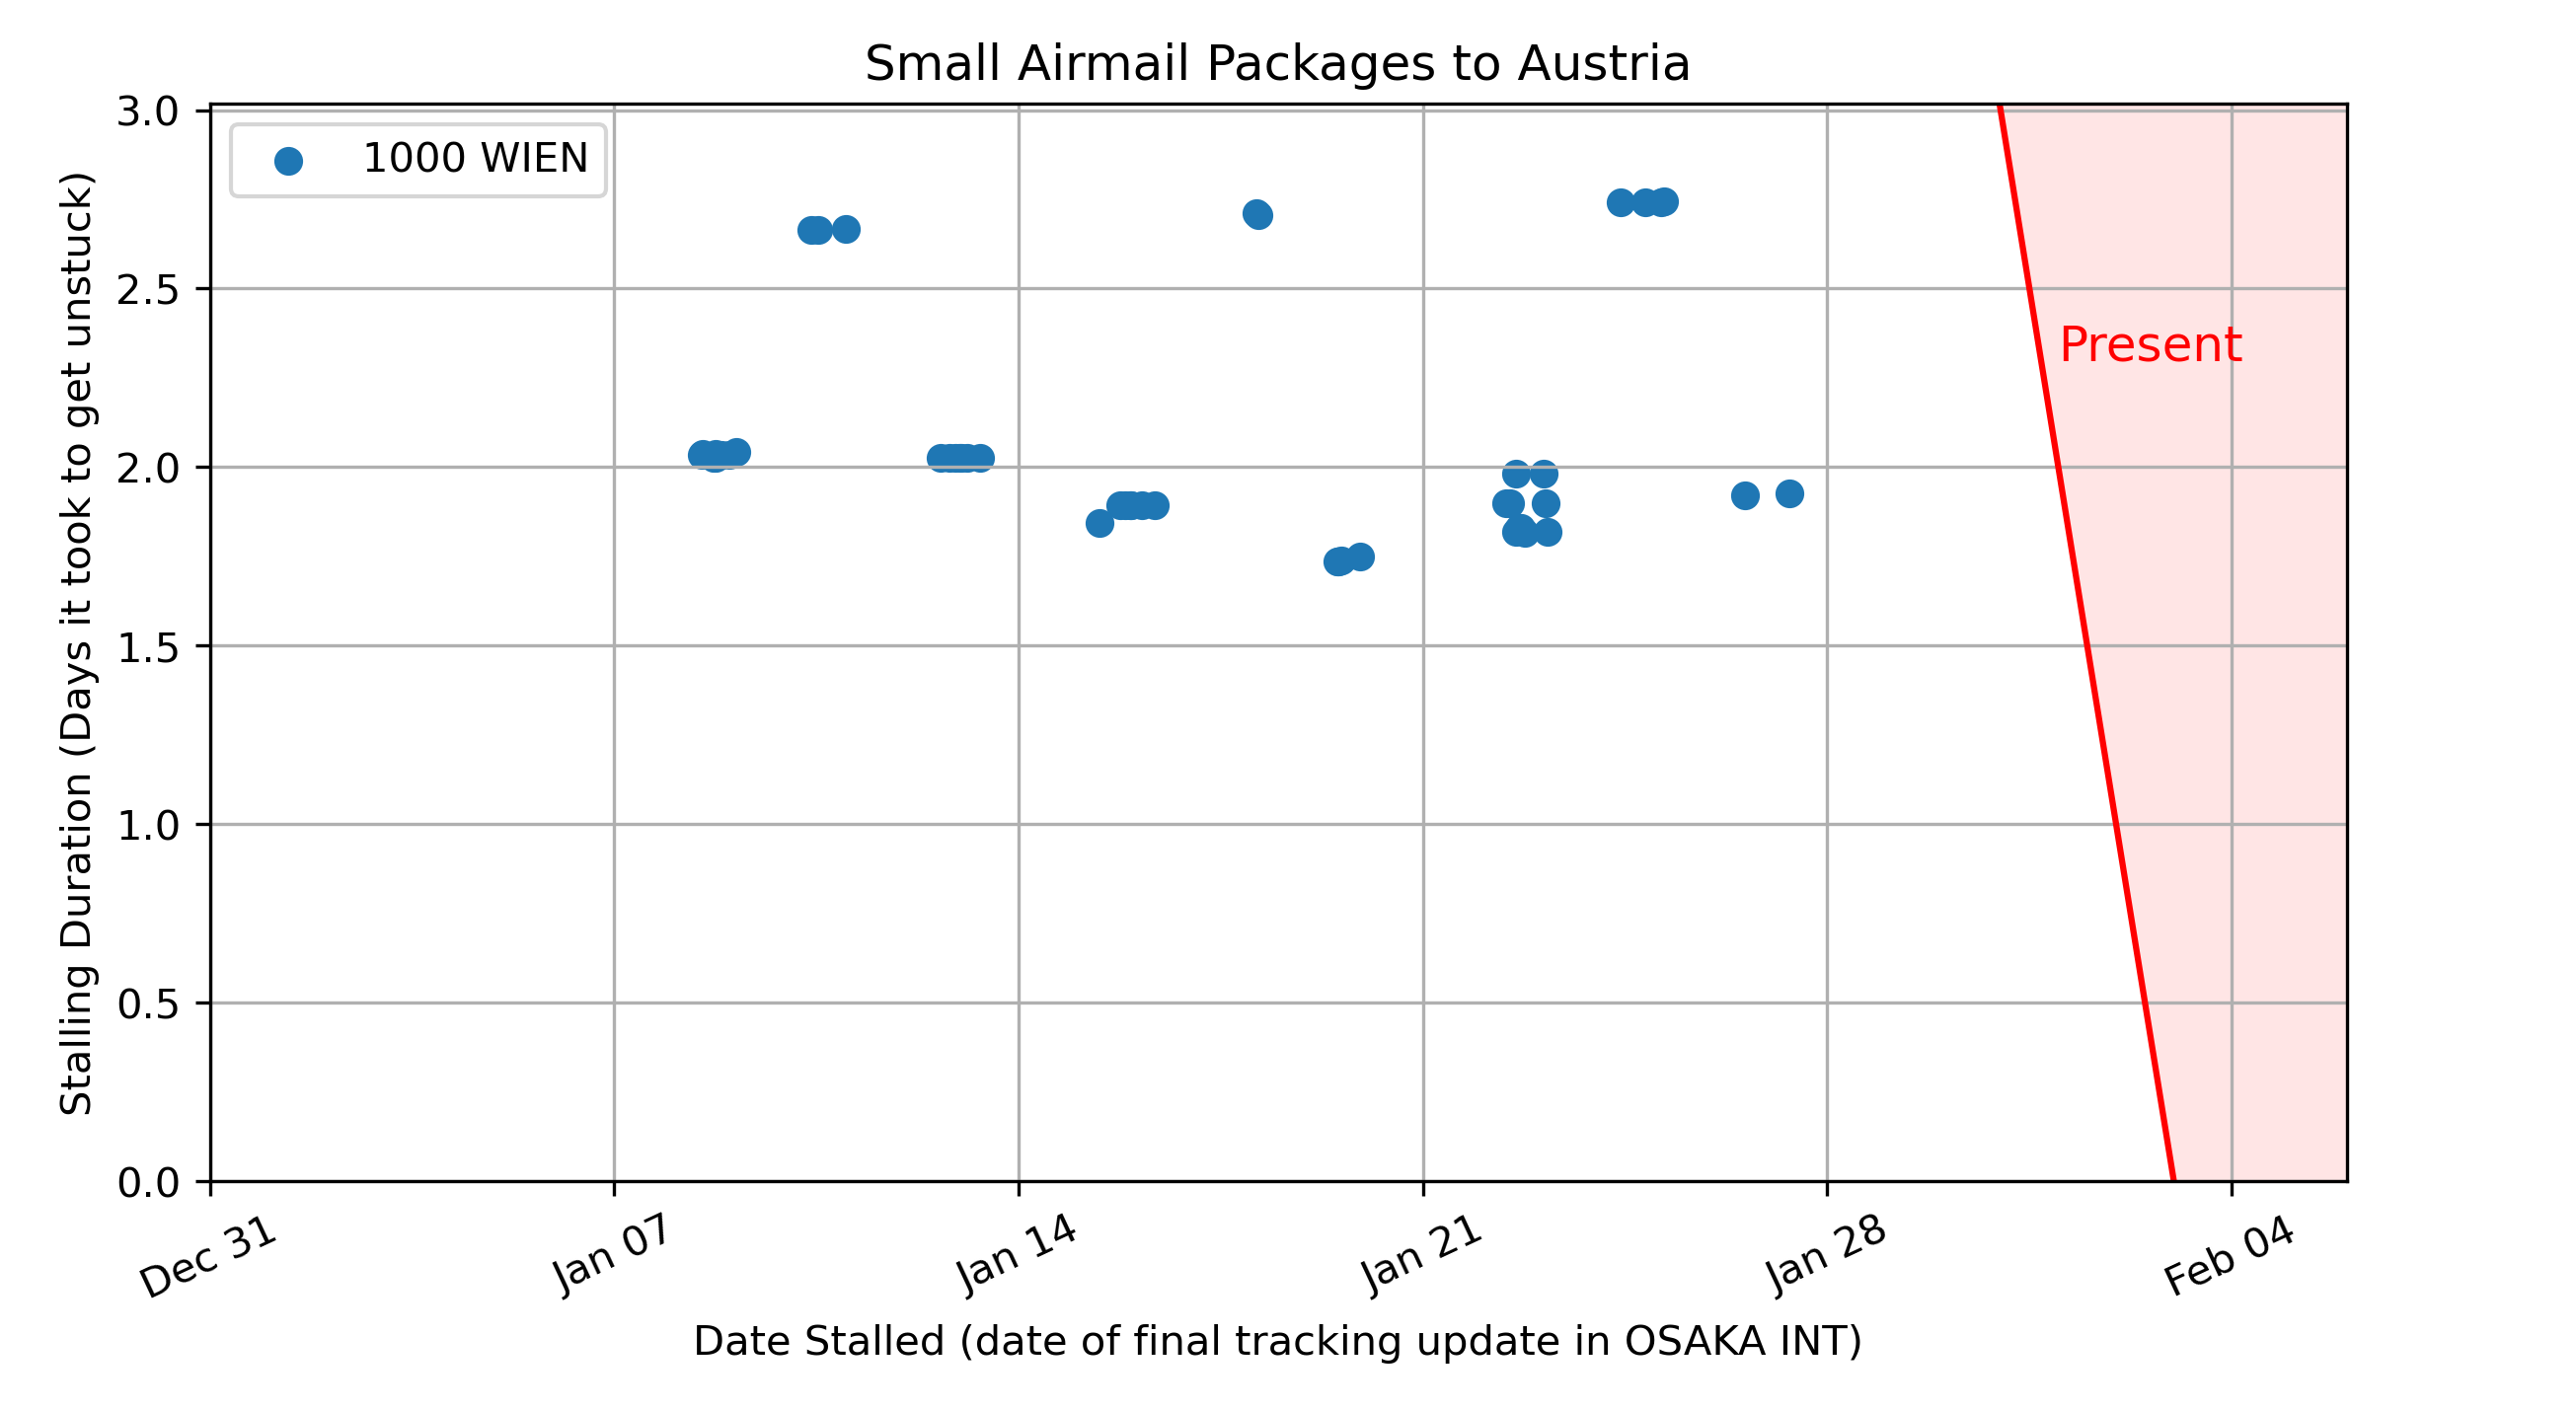 Small Airmail Packages to Austria
1000 WIEN
Present
Stalling Duration (Days it took to get unstuck)
3.0
2.5
2.0
1.5
1.0
0.5
0.0
Dec 31
Jan 07
Jan 14
Jan 21
Jan 28
Feb 04
Date Stalled (date of final tracking update in OSAKA INT)